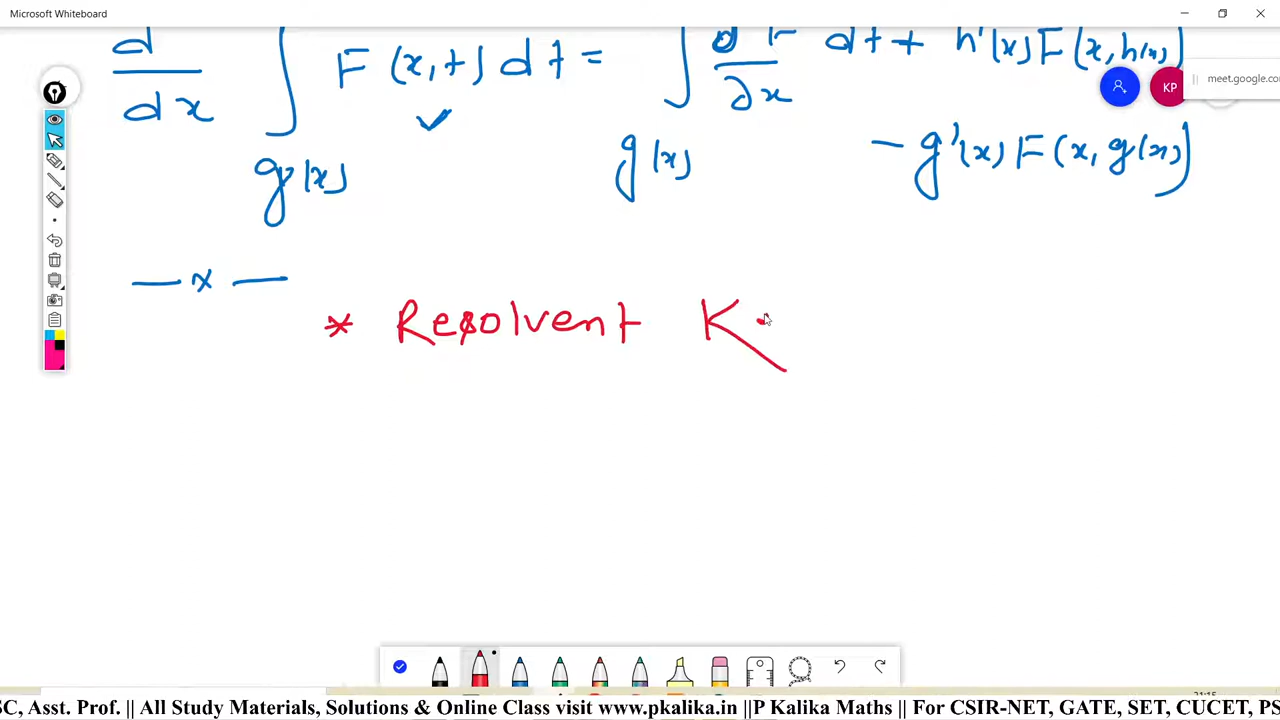 Microsoft Whiteboard
meet.google.co
KP
d/dx ∫ F(x,t) dt = ∫ ∂F/∂x dt + h'(x) F(x, h(x))
g(x) g(x) - g'(x) F(x, g(x))
— x —
* Resolvent K
SC, Asst. Prof. || All Study Materials, Solutions & Online Class visit www.pkalika.in ||P Kalika Maths || For CSIR-NET, GATE, SET, CUCET, PS